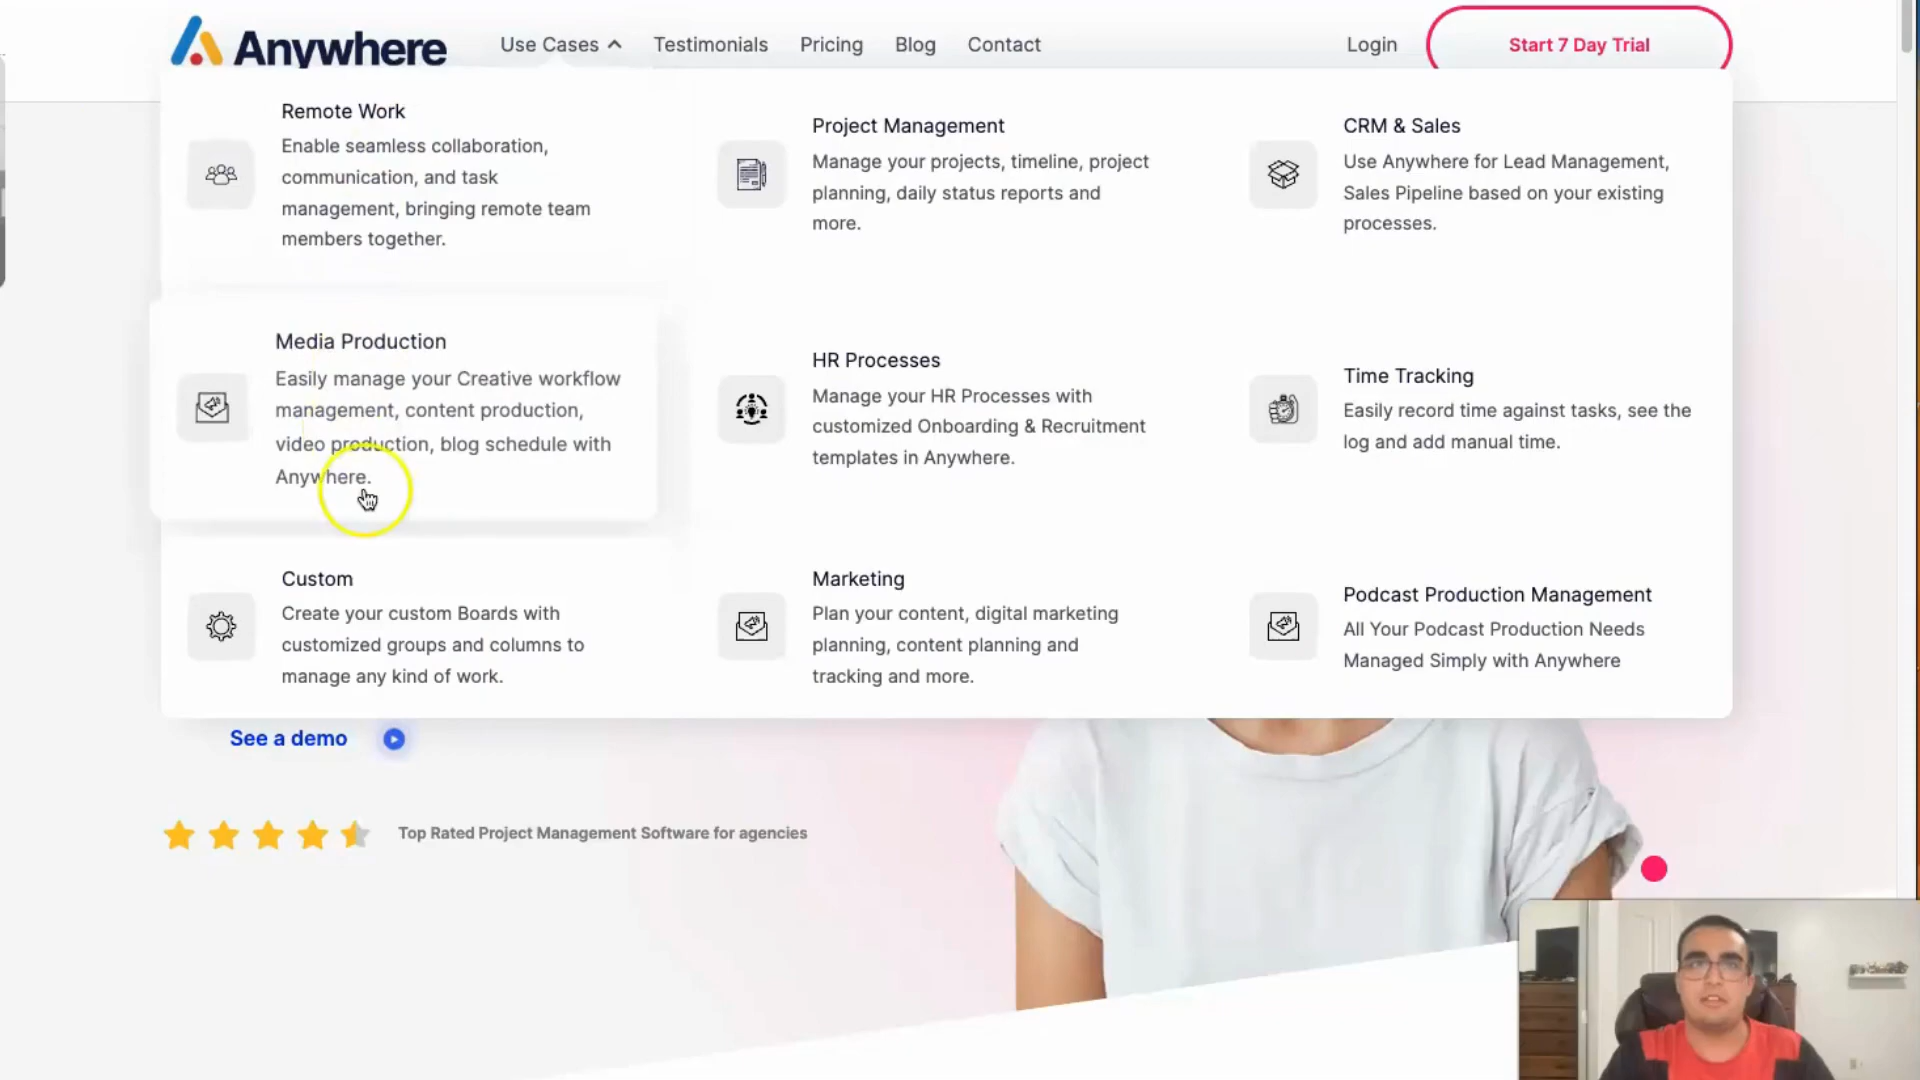 Anywhere
Use Cases
Testimonials
Pricing
Blog
Contact
Login
Start 7 Day Trial
Remote Work
Enable seamless collaboration,
communication, and task
management, bringing remote team
members together.
Project Management
Manage your projects, timeline, project
planning, daily status reports and
more.
CRM & Sales
Use Anywhere for Lead Management,
Sales Pipeline based on your existing
processes.
Media Production
Easily manage your Creative workflow
management, content production,
video production, blog schedule with
Anywhere.
HR Processes
Manage your HR Processes with
customized Onboarding & Recruitment
templates in Anywhere.
Time Tracking
Easily record time against tasks, see the
log and add manual time.
Custom
Create your custom Boards with
customized groups and columns to
manage any kind of work.
Marketing
Plan your content, digital marketing
planning, content planning and
tracking and more.
Podcast Production Management
All Your Podcast Production Needs
Managed Simply with Anywhere
See a demo
Top Rated Project Management Software for agencies